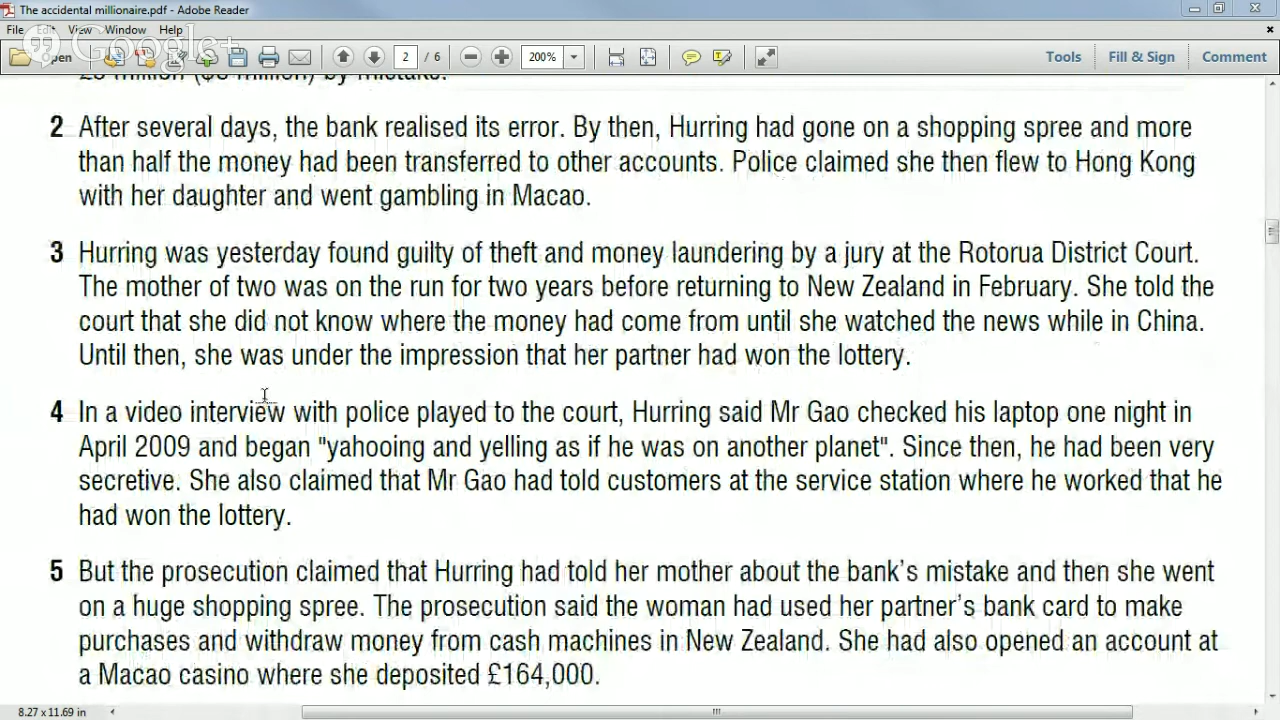 The accidental millionaire.pdf - Adobe Reader
File Edit View Window Help
Google+
Open 2 / 6 200% Tools Fill & Sign Comment
by mistake.
2 After several days, the bank realised its error. By then, Hurring had gone on a shopping spree and more
than half the money had been transferred to other accounts. Police claimed she then flew to Hong Kong
with her daughter and went gambling in Macao.
3 Hurring was yesterday found guilty of theft and money laundering by a jury at the Rotorua District Court.
The mother of two was on the run for two years before returning to New Zealand in February. She told the
court that she did not know where the money had come from until she watched the news while in China.
Until then, she was under the impression that her partner had won the lottery.
4 In a video interview with police played to the court, Hurring said Mr Gao checked his laptop one night in
April 2009 and began "yahooing and yelling as if he was on another planet". Since then, he had been very
secretive. She also claimed that Mr Gao had told customers at the service station where he worked that he
had won the lottery.
5 But the prosecution claimed that Hurring had told her mother about the bank’s mistake and then she went
on a huge shopping spree. The prosecution said the woman had used her partner’s bank card to make
purchases and withdraw money from cash machines in New Zealand. She had also opened an account at
a Macao casino where she deposited £164,000.
8.27 x 11.69 in